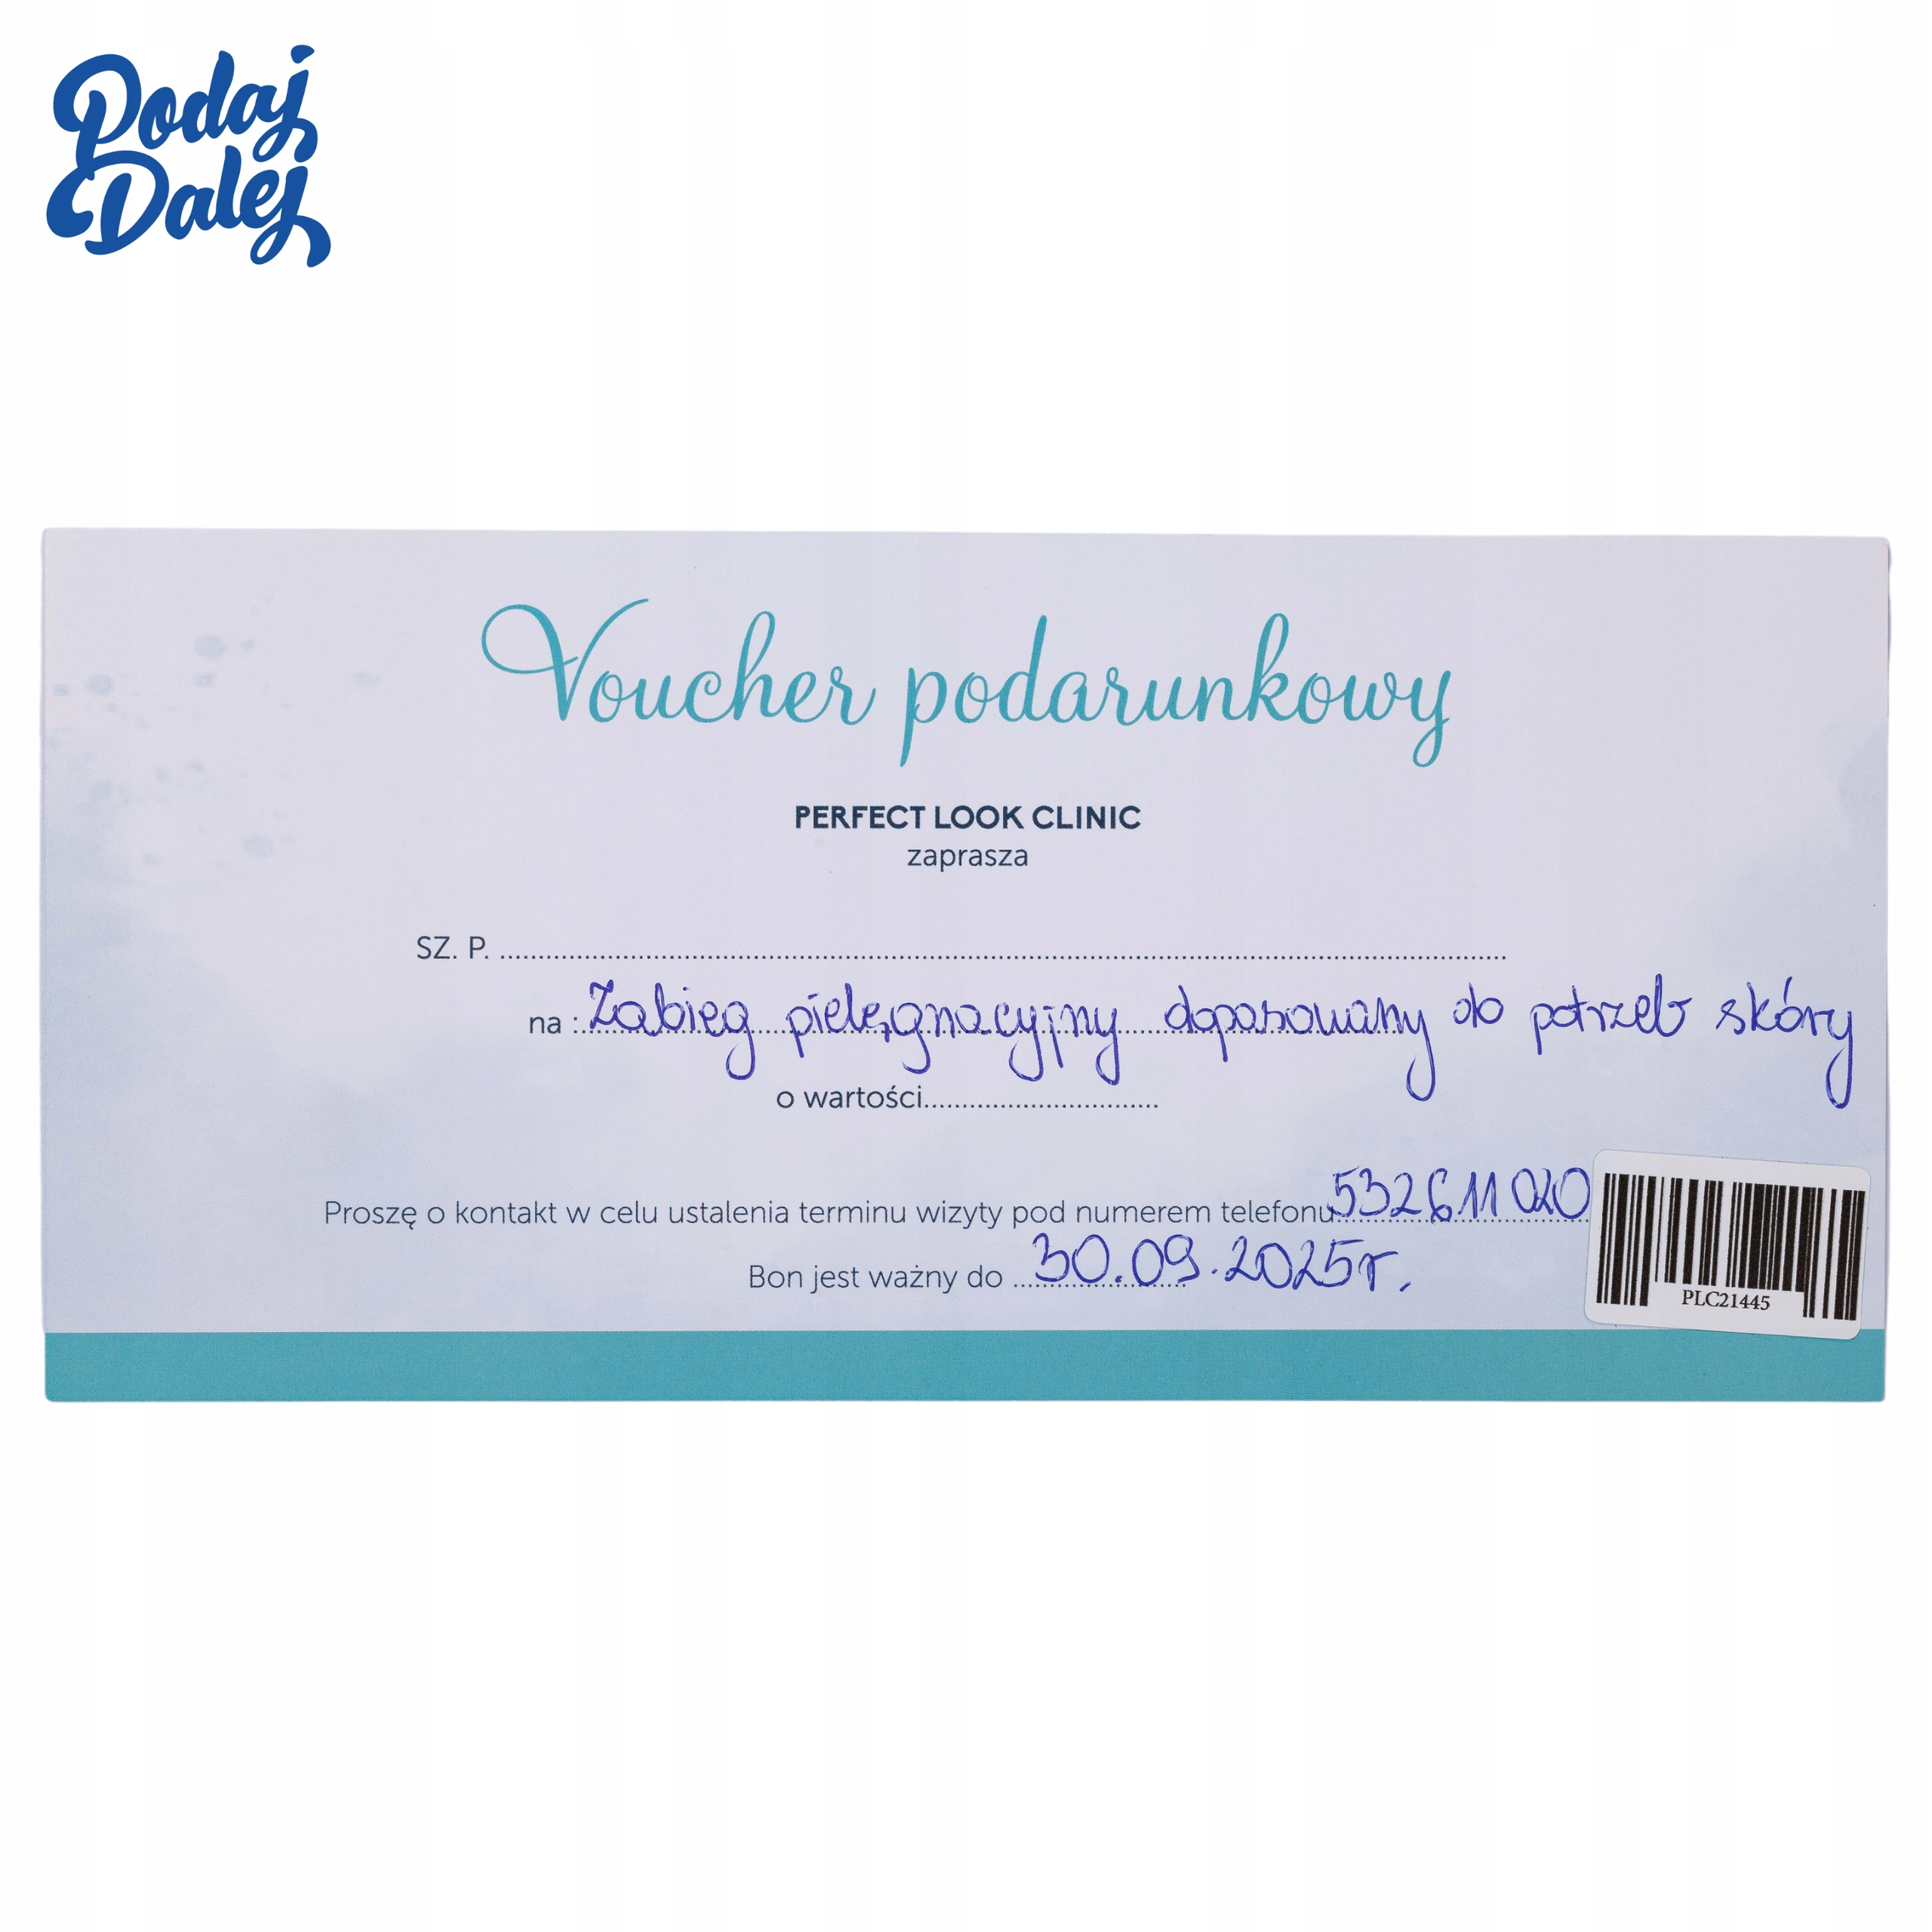 Podaj
Dalej
Voucher podarunkowy
PERFECT LOOK CLINIC
zaprasza
SZ. P. ....................
na : Zabieg pielęgnacyjny dopasowany do potrzeb skóry
o wartości....................
Proszę o kontakt w celu ustalenia terminu wizyty pod numerem telefonu 532611020
Bon jest ważny do 30.09.2025r.
PLC21445